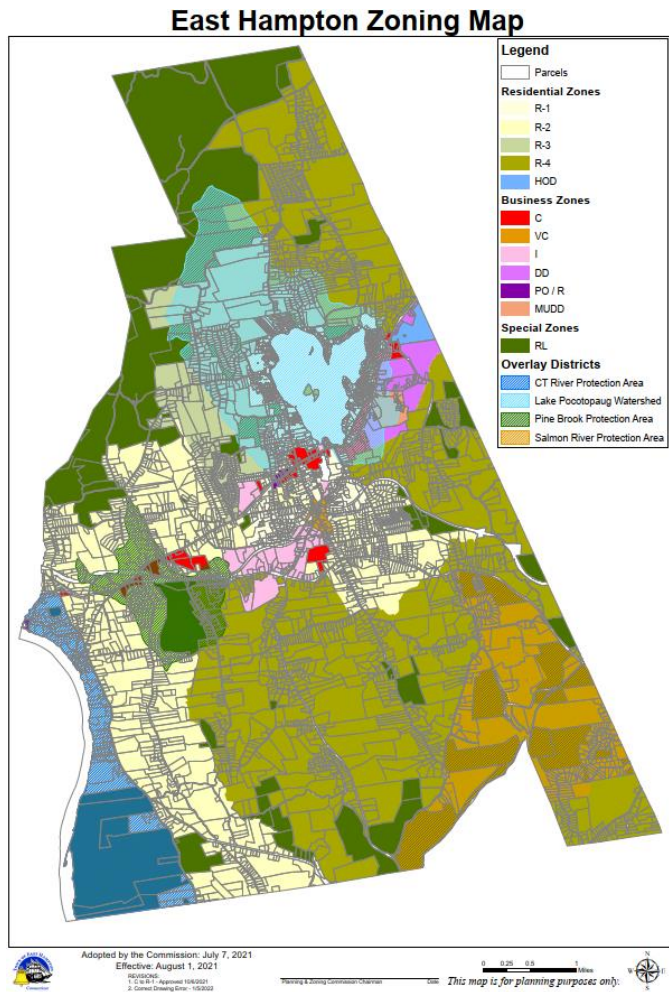 East Hampton Zoning Map
Legend
Parcels
Residential Zones
R-1
R-2
R-3
R-4
HOD
Business Zones
C
VC
I
DD
PO / R
MUDD
Special Zones
RL
Overlay Districts
CT River Protection Area
Lake Pocotopaug Watershed
Pine Brook Protection Area
Salmon River Protection Area
Adopted by the Commission: July 7, 2021
Effective: August 1, 2021
REVISIONS:
1. C to R-1 - Approved 10/6/2021
2. Correct Drawing Error - 1/5/2022
Planning & Zoning Commission Chairman Date
0 0.25 0.5 1
Miles
This map is for planning purposes only.
N